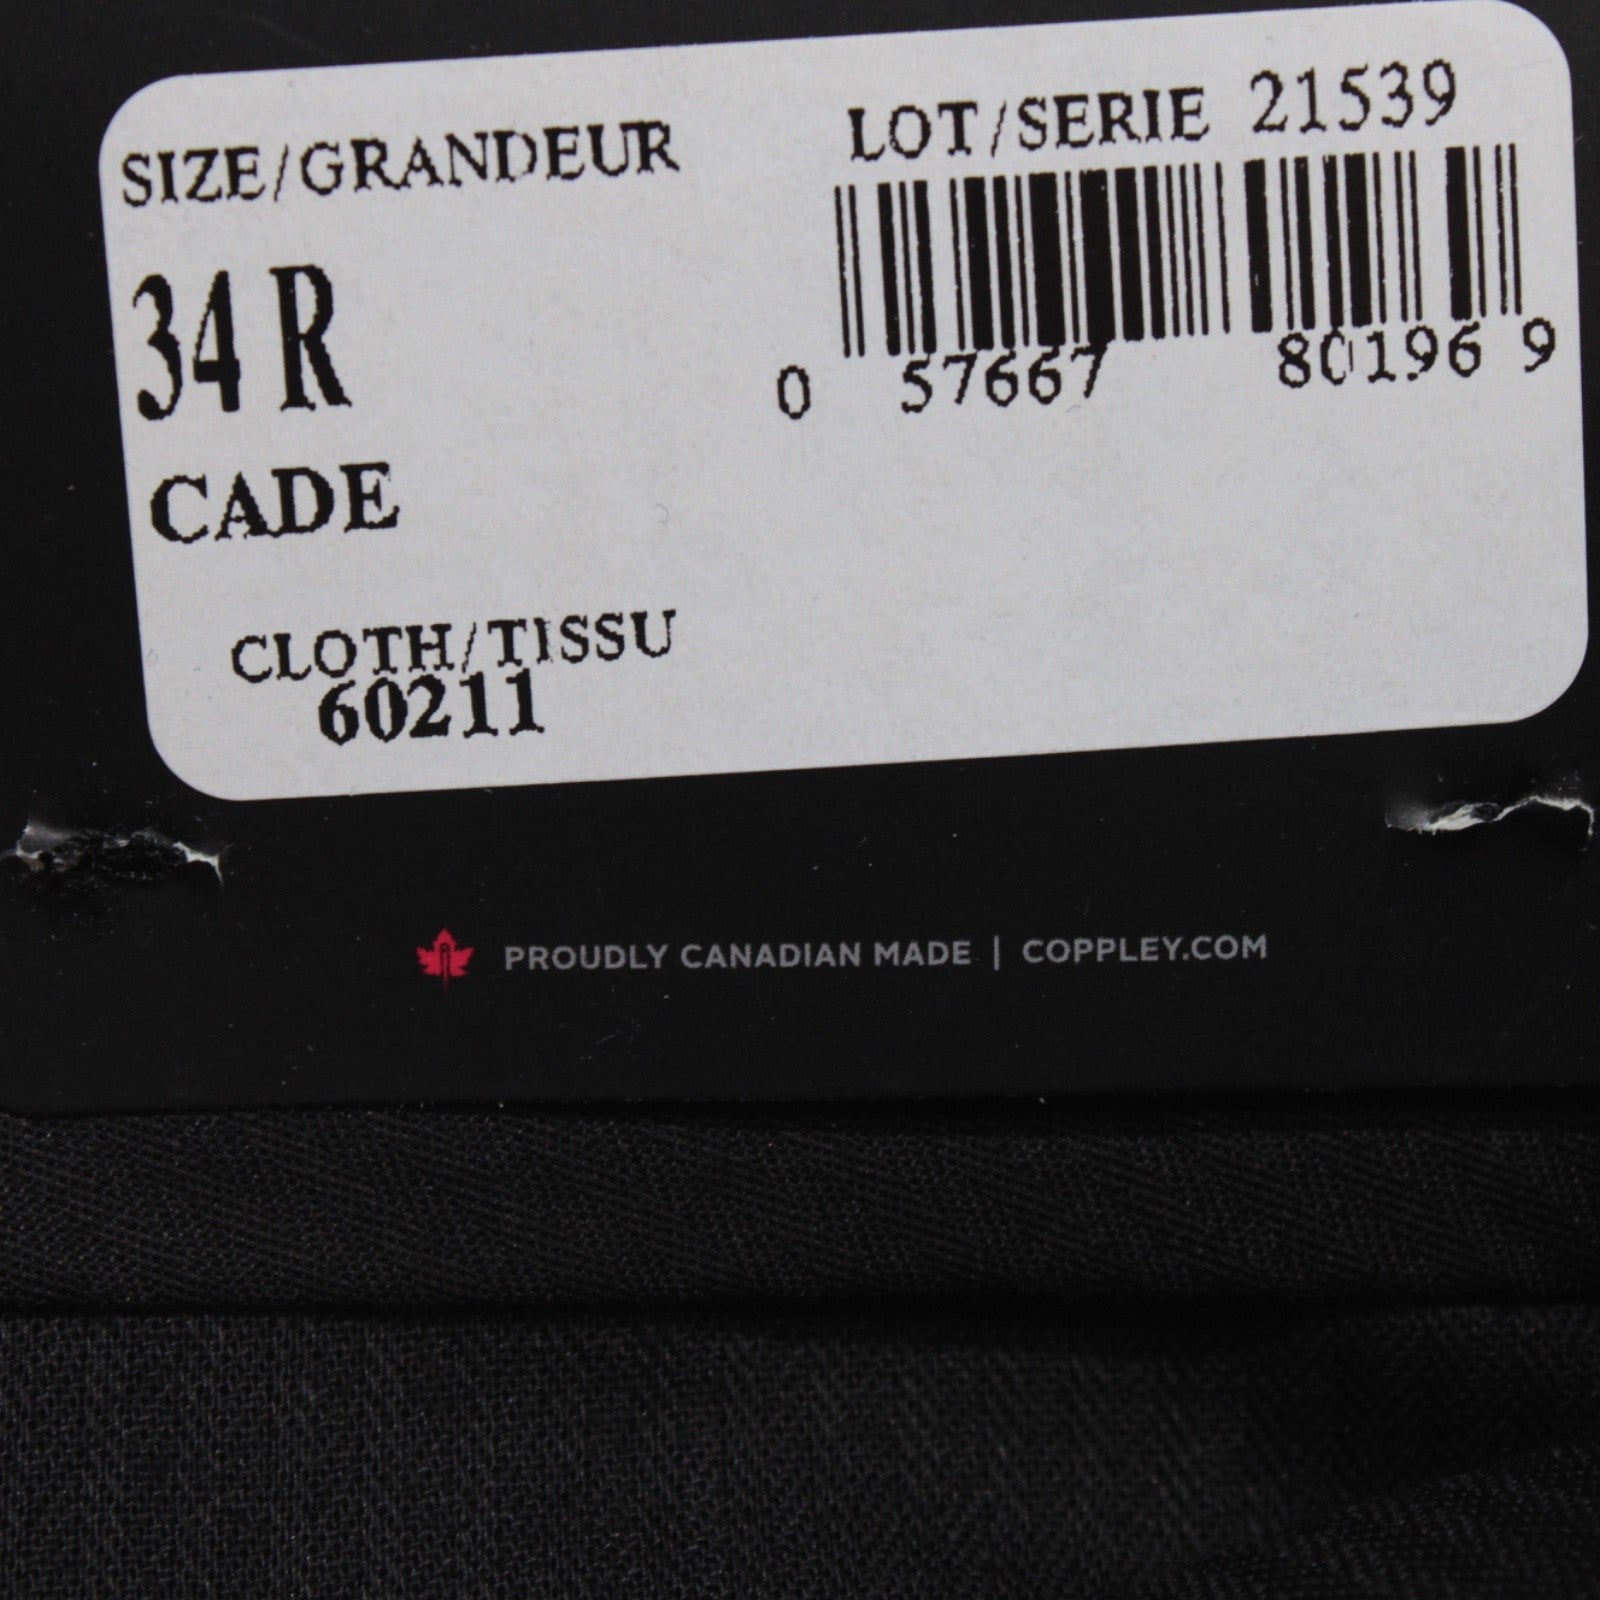 SIZE/GRANDEUR
LOT/SERIE 21539
34 R
0 57667 80196 9
CADE
CLOTH/TISSU
60211
PROUDLY CANADIAN MADE | COPPLEY.COM